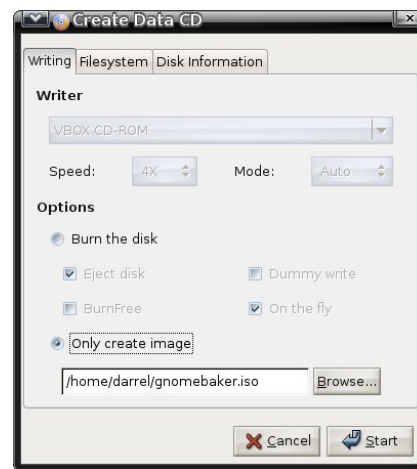 Create Data CD
Writing Filesystem Disk Information
Writer
VBOX CD-ROM
Speed: 4X Mode: Auto
Options
Burn the disk
Eject disk Dummy write
BurnFree On the fly
Only create image
/home/darrel/gnomebaker.iso Browse...
Cancel Start